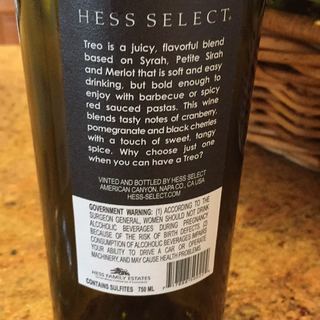 HESS SELECT®
Treo is a juicy, flavorful blend
based on Syrah, Petite Sirah
and Merlot that is soft and easy
drinking, but bold enough to
enjoy with barbecue or spicy
red sauced pastas. This wine
blends tasty notes of cranberry,
pomegranate and black cherries
with a touch of sweet, tangy
spice. Why choose just one
when you can have a Treo?
VINTED AND BOTTLED BY HESS SELECT
AMERICAN CANYON, NAPA CO., CA USA
HESS-SELECT.COM
GOVERNMENT WARNING: (1) ACCORDING TO THE
SURGEON GENERAL, WOMEN SHOULD NOT DRINK
ALCOHOLIC BEVERAGES DURING PREGNANCY
BECAUSE OF THE RISK OF BIRTH DEFECTS. (2)
CONSUMPTION OF ALCOHOLIC BEVERAGES IMPAIRS
YOUR ABILITY TO DRIVE A CAR OR OPERATE
MACHINERY, AND MAY CAUSE HEALTH PROBLEMS.
HESS FAMILY ESTATES
CONTAINS SULFITES 750 ML